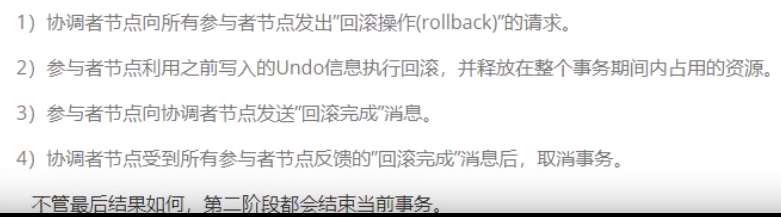 1）协调者节点向所有参与者节点发出”回滚操作(rollback)”的请求。
2）参与者节点利用之前写入的Undo信息执行回滚，并释放在整个事务期间内占用的资源。
3）参与者节点向协调者节点发送”回滚完成”消息。
4）协调者节点受到所有参与者节点反馈的”回滚完成”消息后，取消事务。
不管最后结果如何，第二阶段都会结束当前事务。